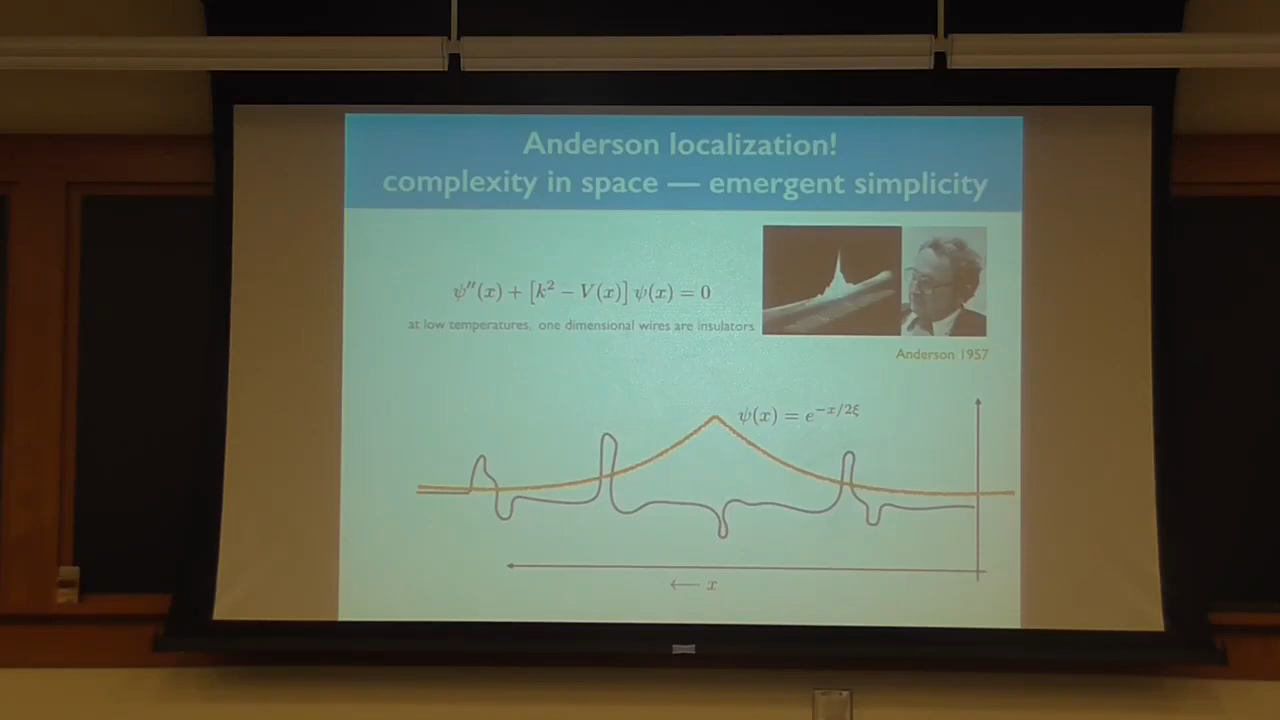 Anderson localization!
complexity in space — emergent simplicity
ψ″(x) + [k² − V(x)] ψ(x) = 0
at low temperatures, one dimensional wires are insulators
Anderson 1957
ψ(x) = e^{−x/2ξ}
⟵ x